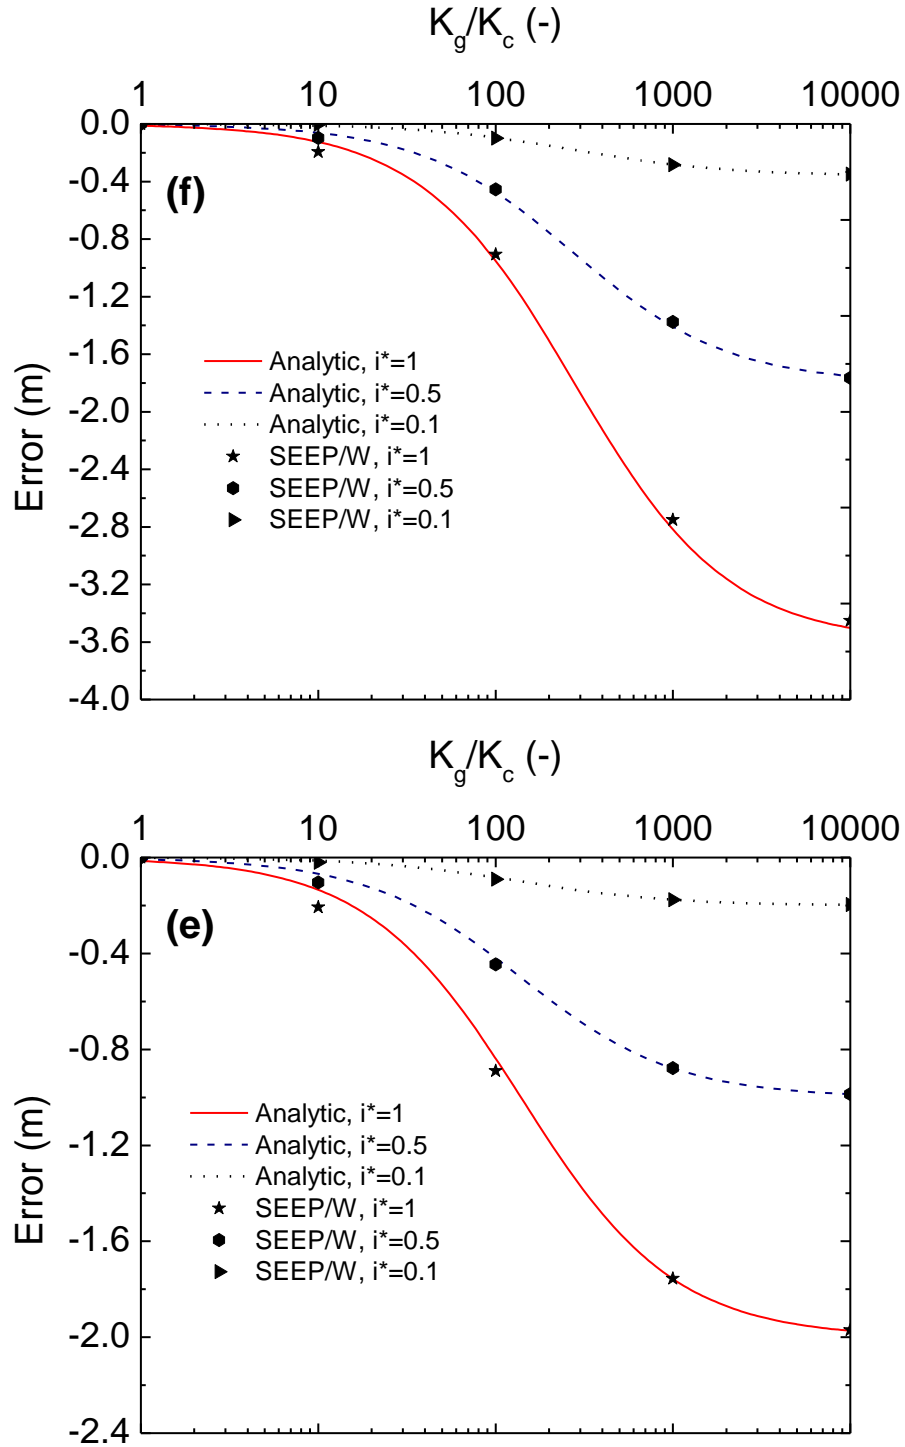 K_g/K_c (-)
1 10 100 1000 10000
0.0
-0.4
(f)
-0.8
-1.2
-1.6
-2.0
-2.4
-2.8
-3.2
-3.6
-4.0
Error (m)
Analytic, i*=1
Analytic, i*=0.5
Analytic, i*=0.1
SEEP/W, i*=1
SEEP/W, i*=0.5
SEEP/W, i*=0.1
K_g/K_c (-)
1 10 100 1000 10000
0.0
(e)
-0.4
-0.8
-1.2
-1.6
-2.0
-2.4
Error (m)
Analytic, i*=1
Analytic, i*=0.5
Analytic, i*=0.1
SEEP/W, i*=1
SEEP/W, i*=0.5
SEEP/W, i*=0.1